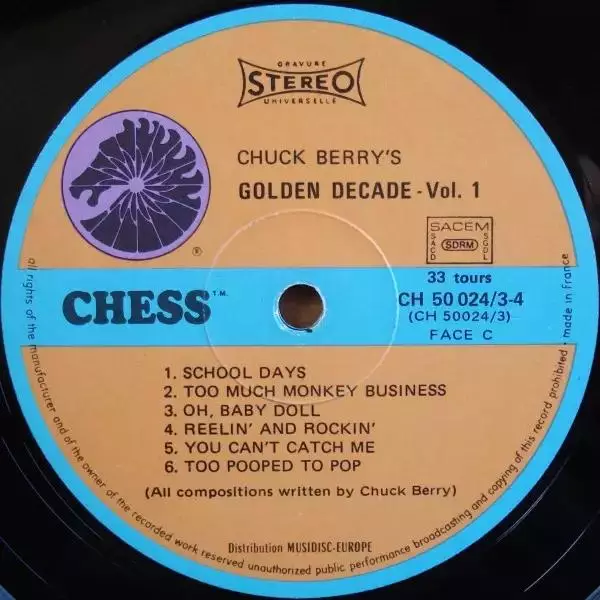 GRAVURE
STEREO
UNIVERSELLE
CHUCK BERRY'S
GOLDEN DECADE - Vol. 1
SACEM
SACD
SDRM
SGDL
®
CHESS T.M.
33 tours
CH 50 024/3-4
(CH 50024/3)
FACE C
1. SCHOOL DAYS
2. TOO MUCH MONKEY BUSINESS
3. OH, BABY DOLL
4. REELIN' AND ROCKIN'
5. YOU CAN'T CATCH ME
6. TOO POOPED TO POP
(All compositions written by Chuck Berry)
Distribution MUSIDISC-EUROPE
all rights of the manufacturer and of the owner of the recorded work reserved unauthorized public performance broadcasting and copying of this record prohibited - made in France